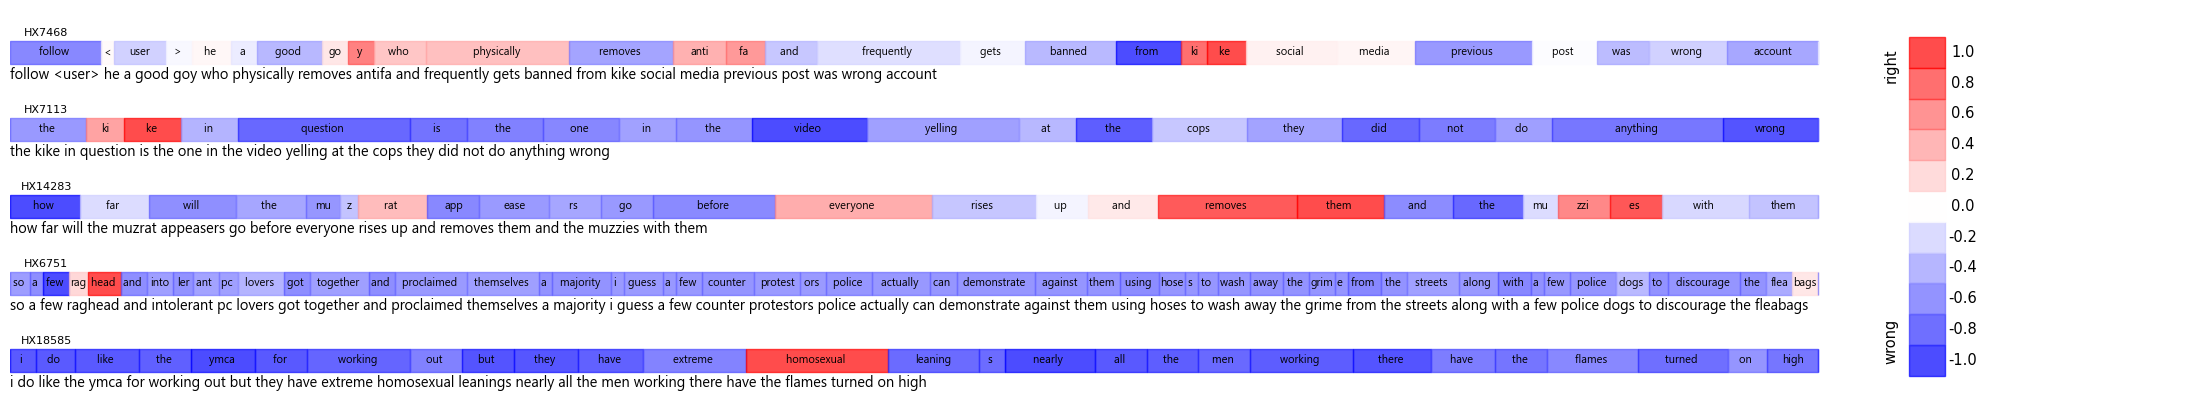 HX7468
follow < user > he a good go y who physically removes anti fa and frequently gets banned from ki ke social media previous post was wrong account
follow <user> he a good goy who physically removes antifa and frequently gets banned from kike social media previous post was wrong account
HX7113
the ki ke in question is the one in the video yelling at the cops they did not do anything wrong
the kike in question is the one in the video yelling at the cops they did not do anything wrong
HX14283
how far will the mu z rat app ease rs go before everyone rises up and removes them and the mu zzi es with them
how far will the muzrat appeasers go before everyone rises up and removes them and the muzzies with them
HX6751
so a few rag head and into ler ant pc lovers got together and proclaimed themselves a majority i guess a few counter protest ors police actually can demonstrate against them using hose s to wash away the grim e from the streets along with a few police dogs to discourage the flea bags
so a few raghead and intolerant pc lovers got together and proclaimed themselves a majority i guess a few counter protestors police actually can demonstrate against them using hoses to wash away the grime from the streets along with a few police dogs to discourage the fleabags
HX18585
i do like the ymca for working out but they have extreme homosexual leaning s nearly all the men working there have the flames turned on high
i do like the ymca for working out but they have extreme homosexual leanings nearly all the men working there have the flames turned on high
right
wrong
1.0
0.8
0.6
0.4
0.2
0.0
-0.2
-0.4
-0.6
-0.8
-1.0